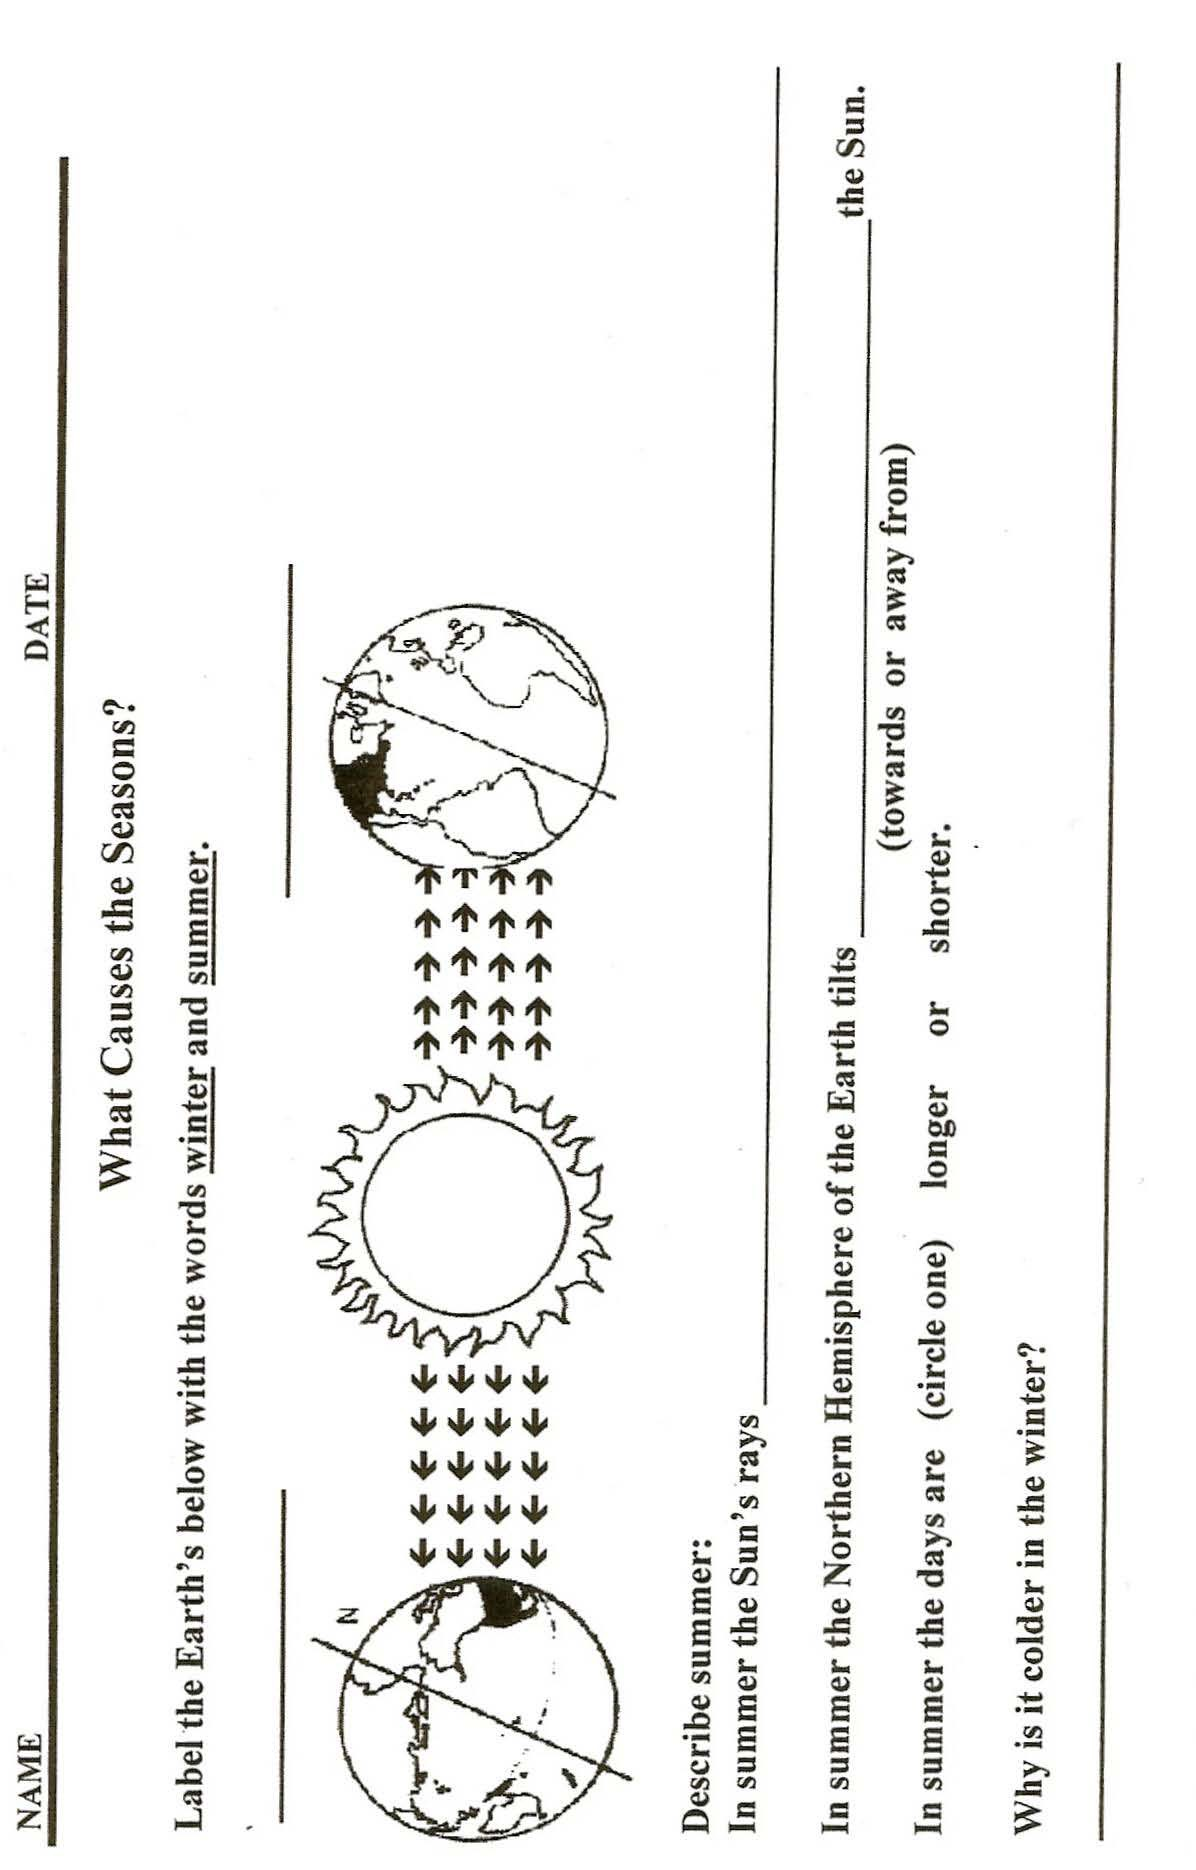 NAME DATE
What Causes the Seasons?
Label the Earth's below with the words winter and summer.
N
Describe summer:
In summer the Sun's rays
In summer the Northern Hemisphere of the Earth tilts the Sun.
(towards or away from)
In summer the days are (circle one) longer or shorter.
Why is it colder in the winter?